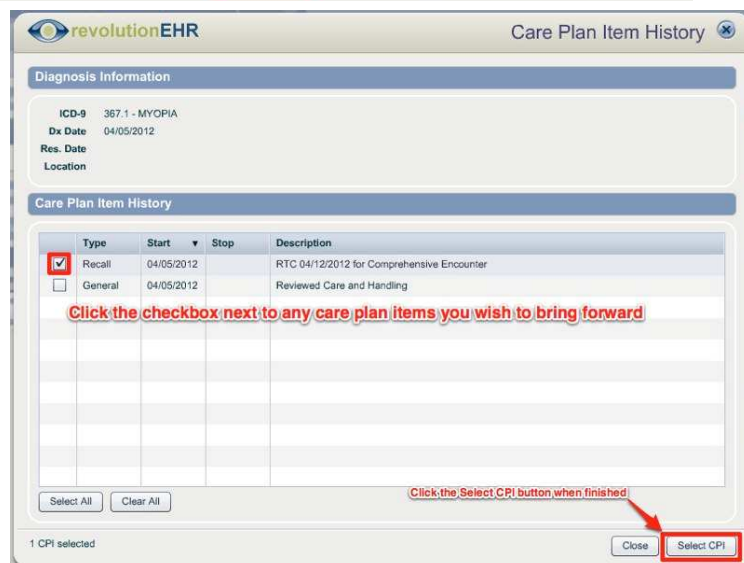 revolutionEHR
Care Plan Item History
Diagnosis Information
ICD-9 367.1 - MYOPIA
Dx Date 04/05/2012
Res. Date
Location
Care Plan Item History
Type Start Stop Description
Recall 04/05/2012 RTC 04/12/2012 for Comprehensive Encounter
General 04/05/2012 Reviewed Care and Handling
Click the checkbox next to any care plan items you wish to bring forward
Select All Clear All
Click the Select CPI button when finished
1 CPI selected
Close Select CPI